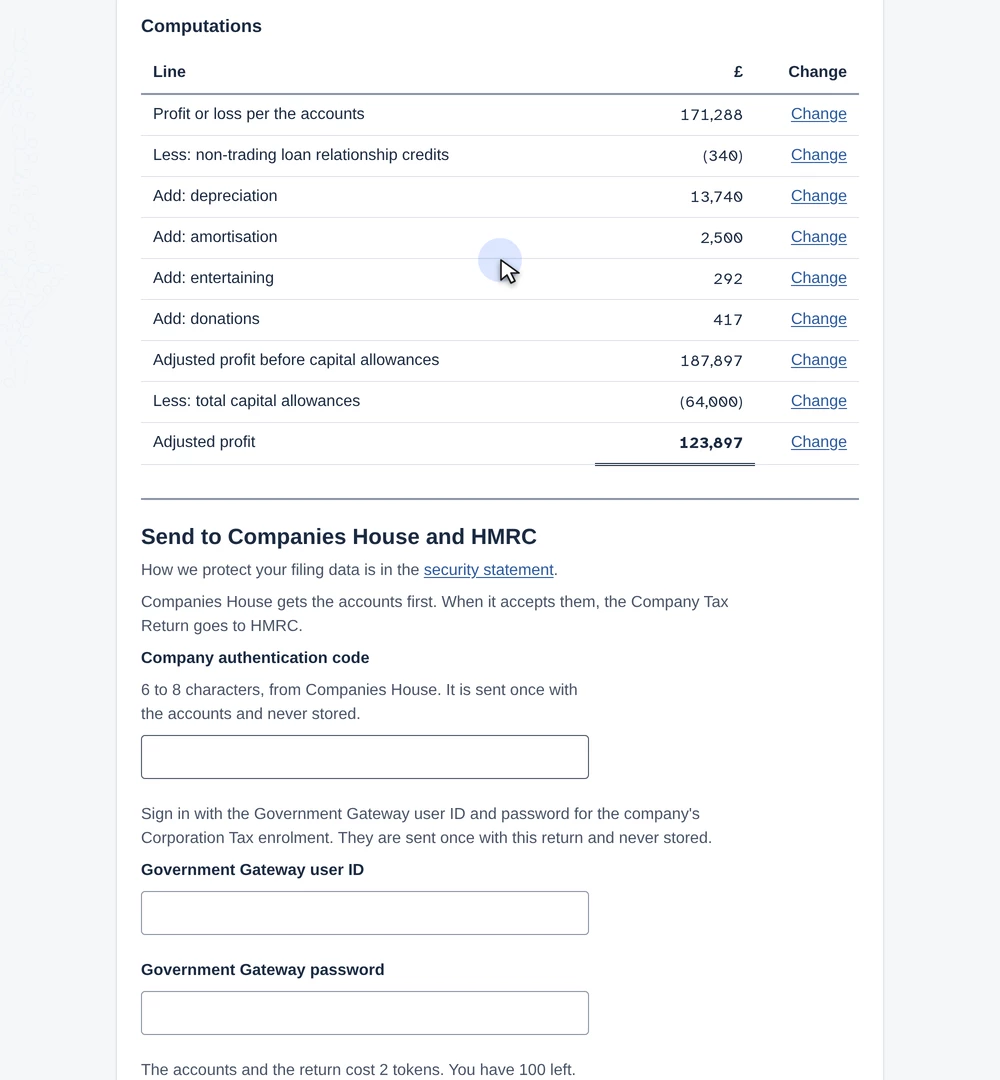 Computations
Line £ Change
Profit or loss per the accounts 171,288 Change
Less: non-trading loan relationship credits (340) Change
Add: depreciation 13,740 Change
Add: amortisation 2,500 Change
Add: entertaining 292 Change
Add: donations 417 Change
Adjusted profit before capital allowances 187,897 Change
Less: total capital allowances (64,000) Change
Adjusted profit 123,897 Change
Send to Companies House and HMRC
How we protect your filing data is in the security statement.
Companies House gets the accounts first. When it accepts them, the Company Tax
Return goes to HMRC.
Company authentication code
6 to 8 characters, from Companies House. It is sent once with
the accounts and never stored.
Sign in with the Government Gateway user ID and password for the company's
Corporation Tax enrolment. They are sent once with this return and never stored.
Government Gateway user ID
Government Gateway password
The accounts and the return cost 2 tokens. You have 100 left.